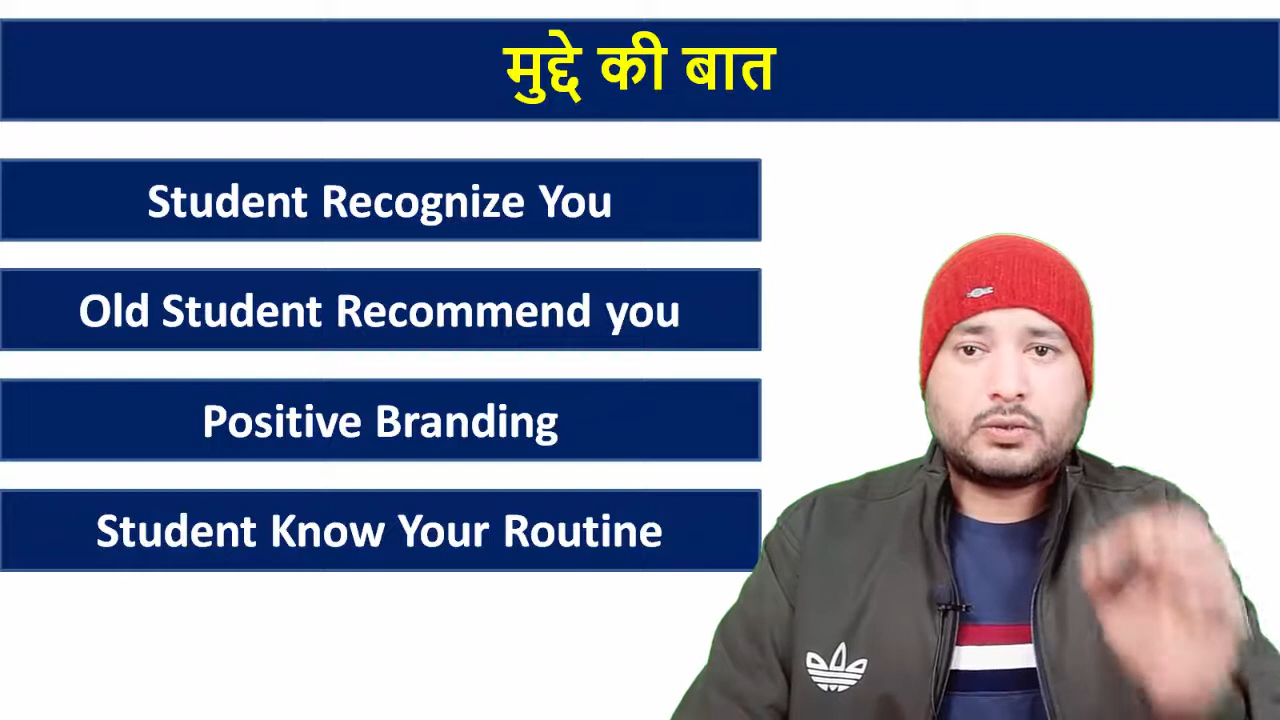 मुद्दे की बात
Student Recognize You
Old Student Recommend you
Positive Branding
Student Know Your Routine